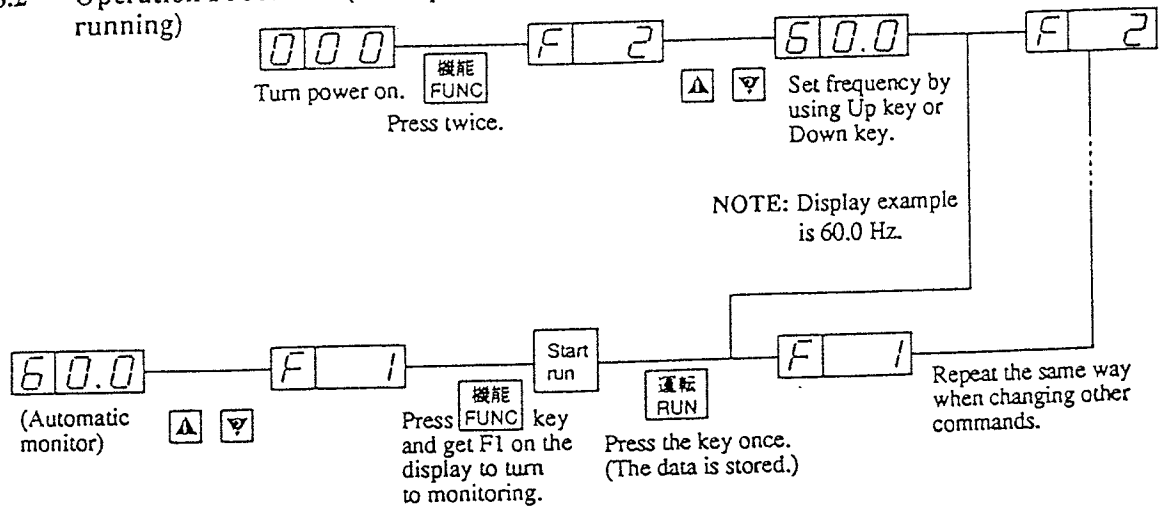 running)
000
機能
FUNC
Turn power on.
Press twice.
F 2
60.0
Set frequency by
using Up key or
Down key.
F 2
NOTE: Display example
is 60.0 Hz.
60.0
(Automatic
monitor)
F 1
Press
機能
FUNC
key
and get F1 on the
display to turn
to monitoring.
Start
run
運転
RUN
Press the key once.
(The data is stored.)
F 1
Repeat the same way
when changing other
commands.